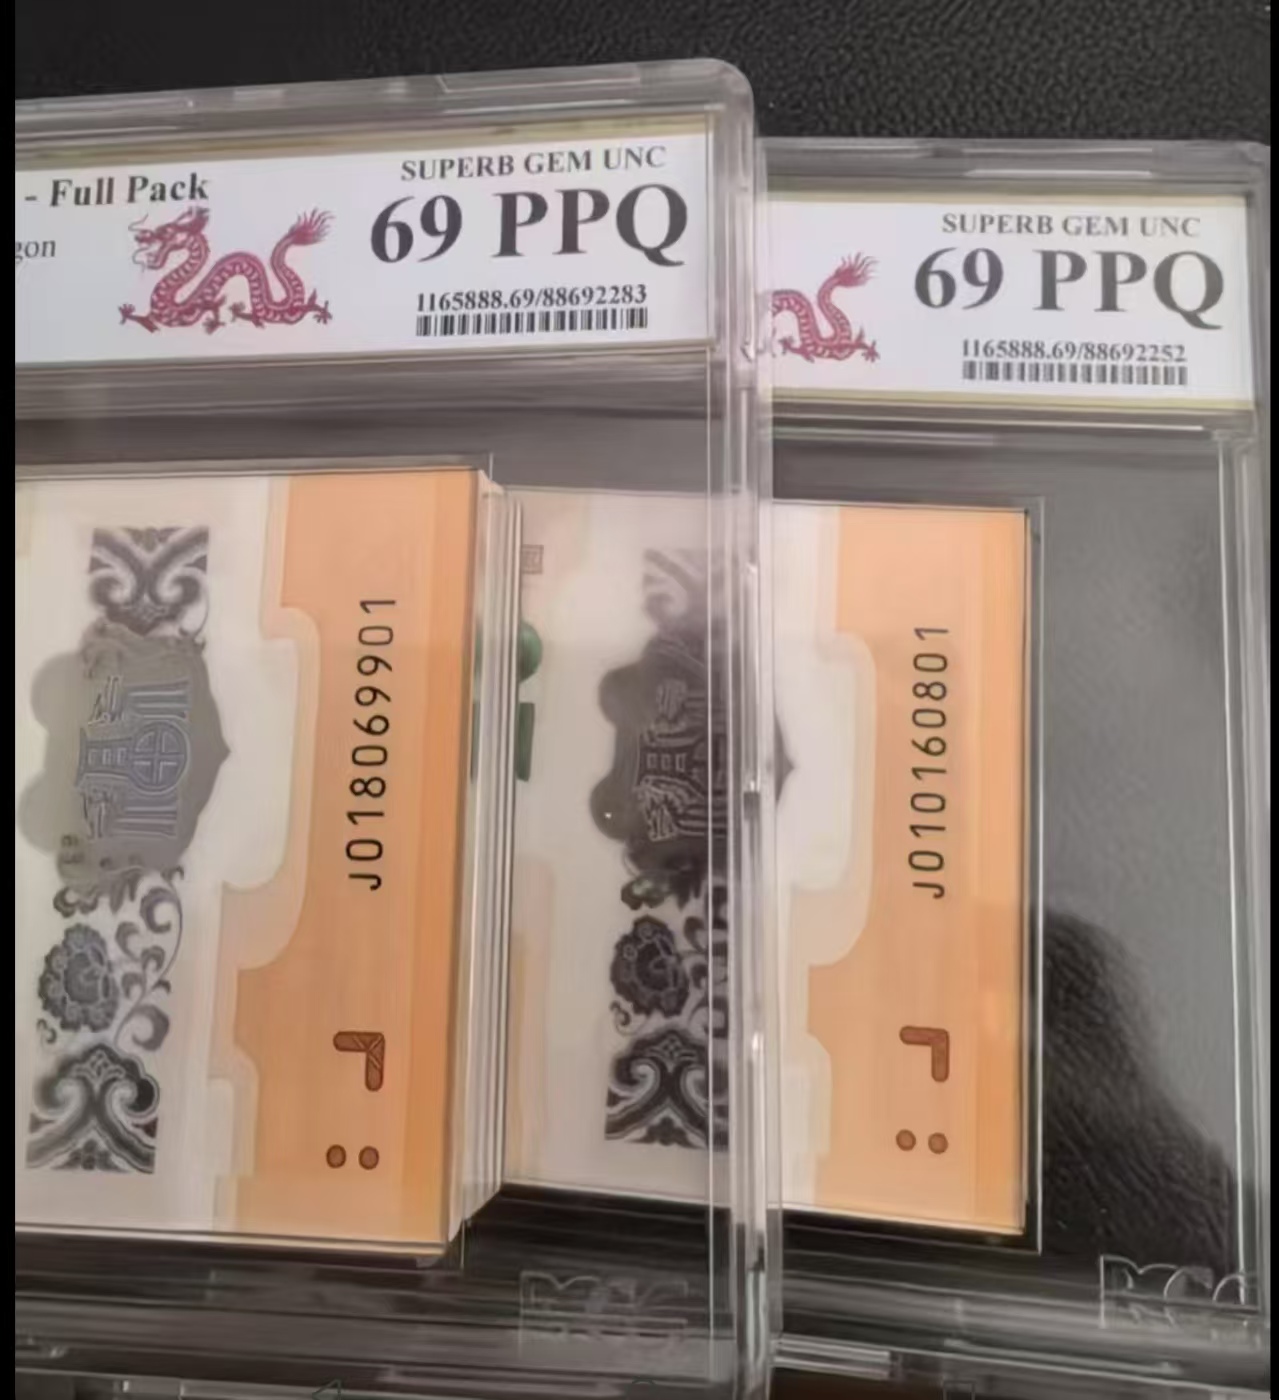 - Full Pack
SUPERB GEM UNC
69 PPQ
1165888.69/88692283
SUPERB GEM UNC
69 PPQ
1165888.69/88692252
J018069901
J010160801